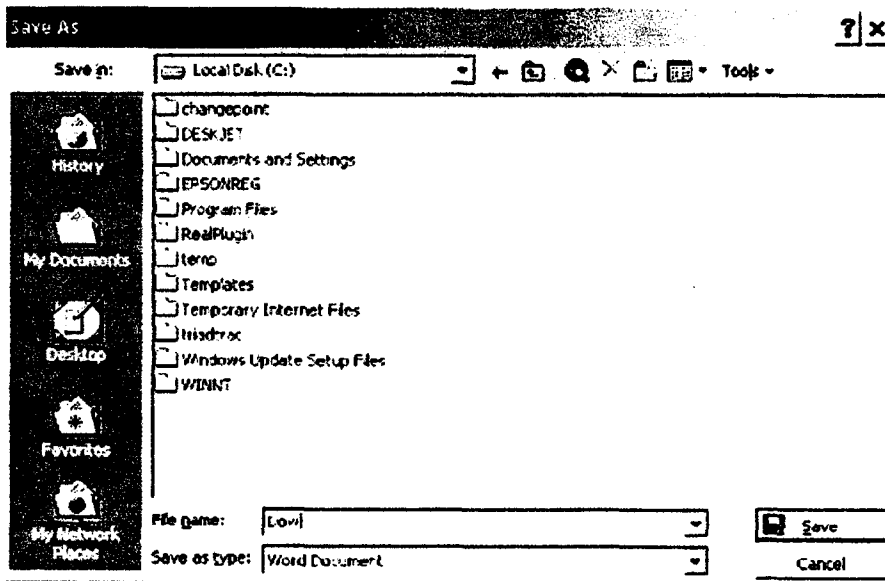 Save As
? ×
Save in: Local Disk (C:) Tools
History
My Documents
Desktop
Favorites
My Network Places
changepoint
DESKJET
Documents and Settings
EPSONREG
Program Files
RealPlugin
temp
Templates
Temporary Internet Files
Windows Update Setup Files
WINNT
File name: Low
Save
Save as type: Word Document
Cancel